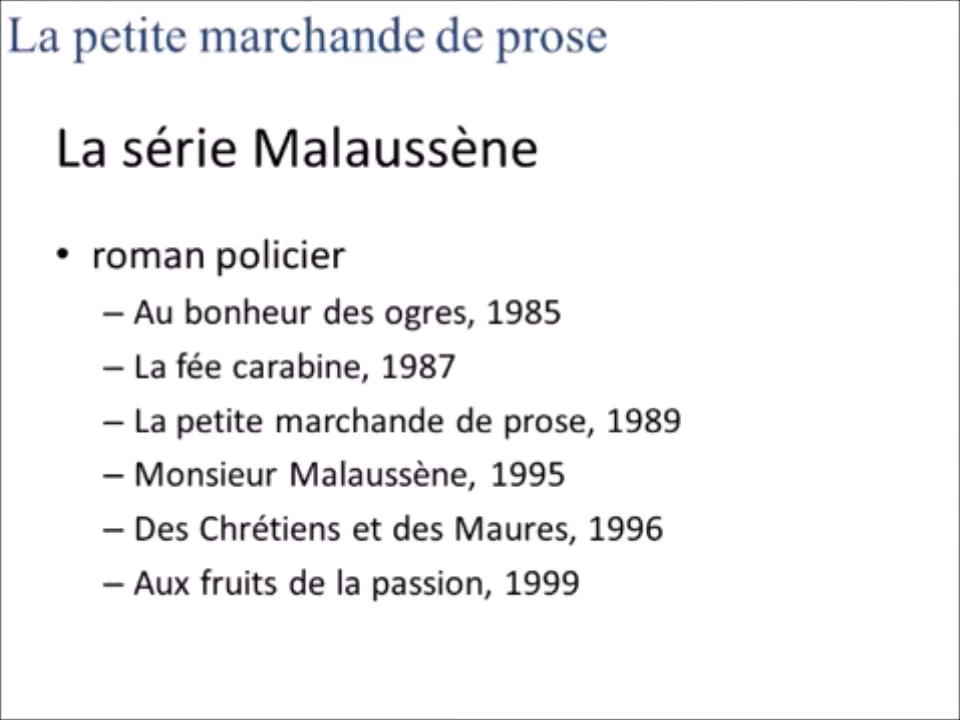 La petite marchande de prose
La série Malaussène
• roman policier
– Au bonheur des ogres, 1985
– La fée carabine, 1987
– La petite marchande de prose, 1989
– Monsieur Malaussène, 1995
– Des Chrétiens et des Maures, 1996
– Aux fruits de la passion, 1999